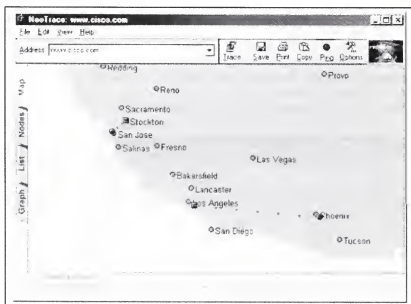 NeoTrace: www.cisco.com
File Edit View Help
Address www.cisco.com
Trace Save Print Copy Ping Options
Map
Nodes
List
Graph
Redding
Provo
Reno
Sacramento
Stockton
San Jose
Salinas Fresno
Las Vegas
Bakersfield
Lancaster
Los Angeles
Phoenix
San Diego
Tucson